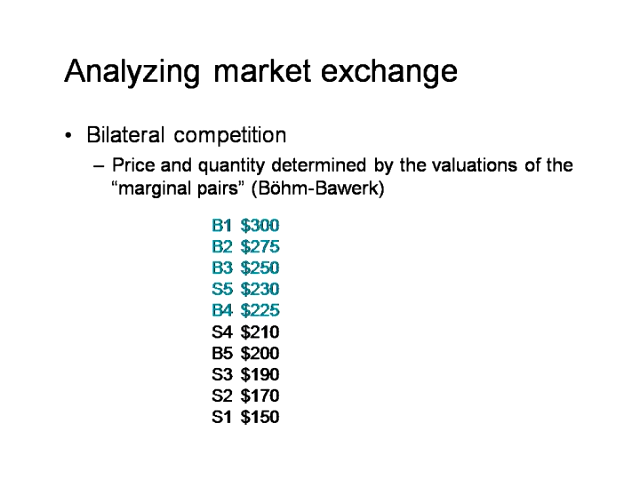 Analyzing market exchange
• Bilateral competition
– Price and quantity determined by the valuations of the
“marginal pairs” (Böhm-Bawerk)
B1 $300
B2 $275
B3 $250
S5 $230
B4 $225
S4 $210
B5 $200
S3 $190
S2 $170
S1 $150